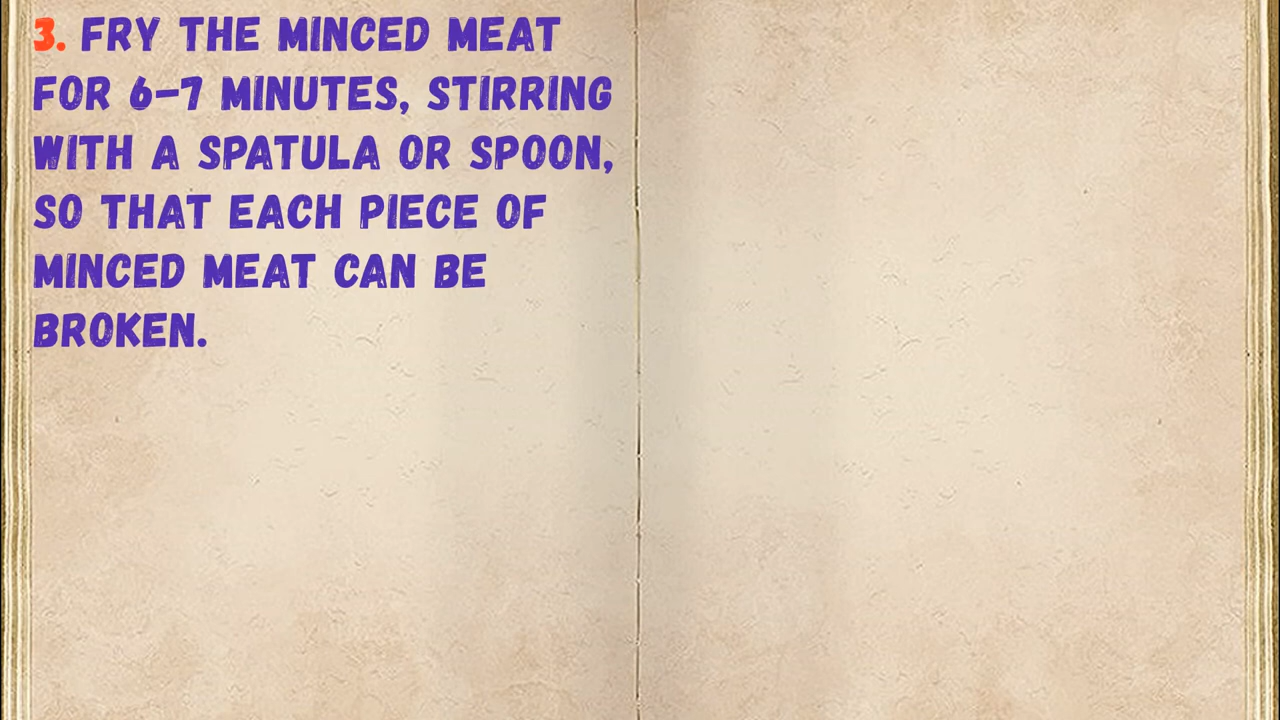 3. FRY THE MINCED MEAT
FOR 6–7 MINUTES, STIRRING
WITH A SPATULA OR SPOON,
SO THAT EACH PIECE OF
MINCED MEAT CAN BE
BROKEN.